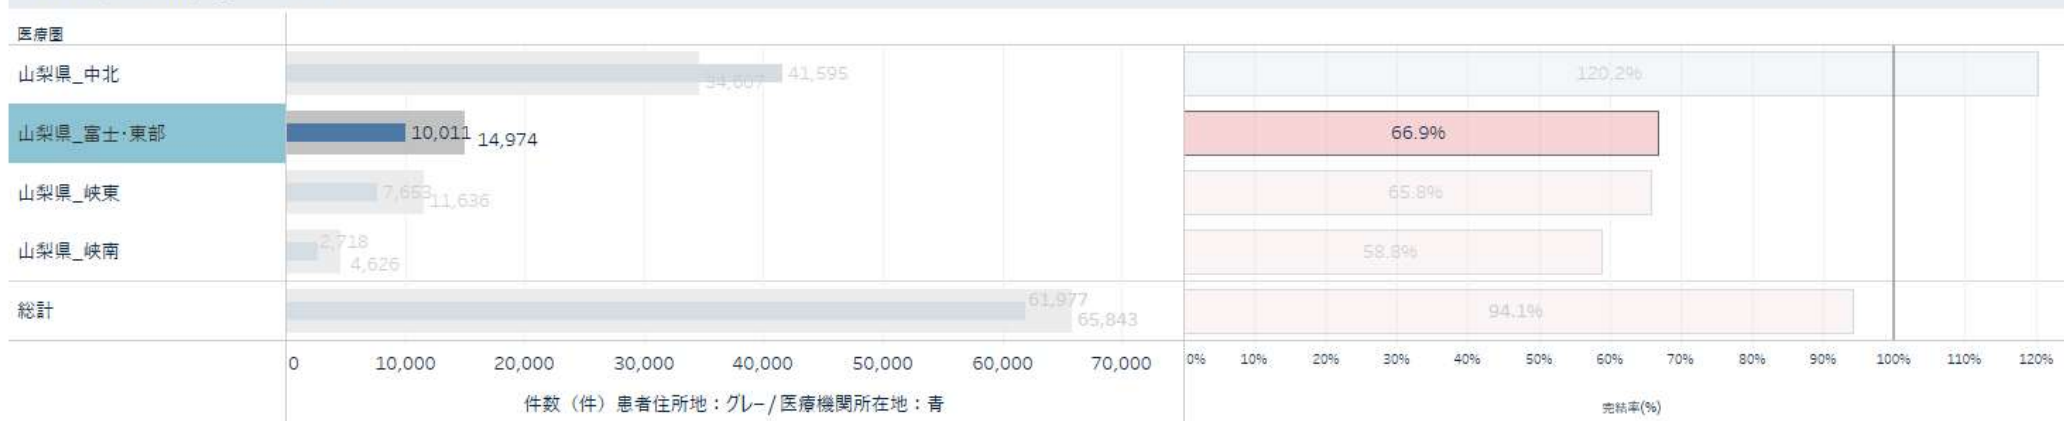 医療圏
山梨県_中北
34,607
41,595
120.2%
山梨県_富士・東部
10,011
14,974
66.9%
山梨県_峡東
7,653
11,636
65.8%
山梨県_峡南
2,718
4,626
58.8%
総計
61,977
65,843
94.1%
0 10,000 20,000 30,000 40,000 50,000 60,000 70,000
0% 10% 20% 30% 40% 50% 60% 70% 80% 90% 100% 110% 120%
件数（件）患者住所地：グレー/医療機関所在地：青
完結率(%)